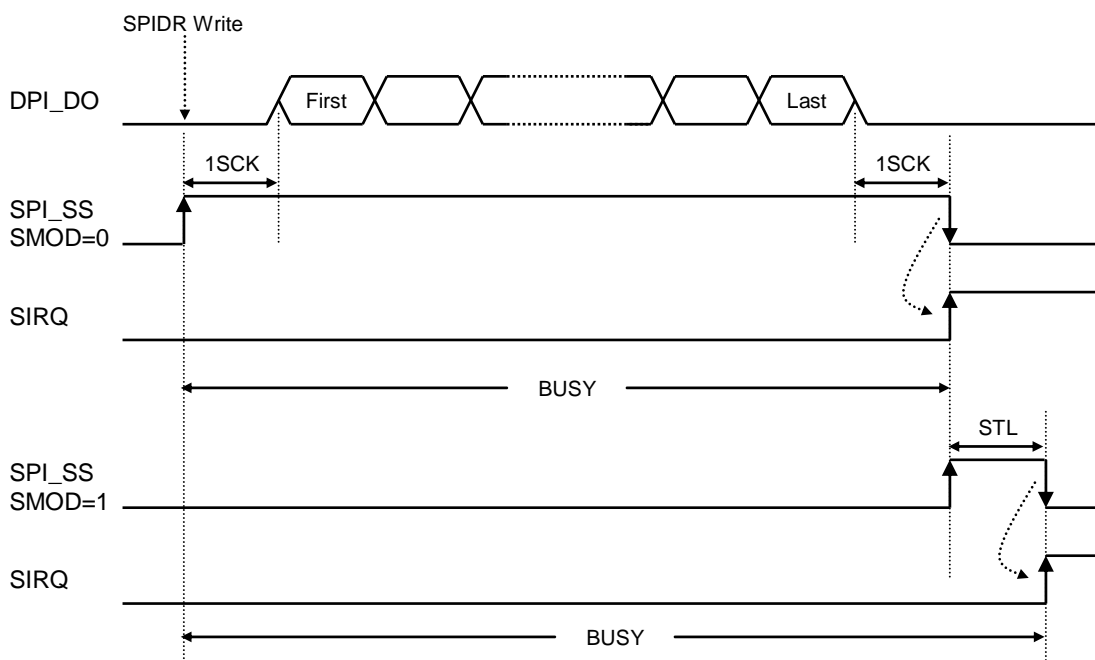 SPIDR Write
DPI_DO
First
Last
1SCK
1SCK
SPI_SS
SMOD=0
SIRQ
BUSY
STL
SPI_SS
SMOD=1
SIRQ
BUSY